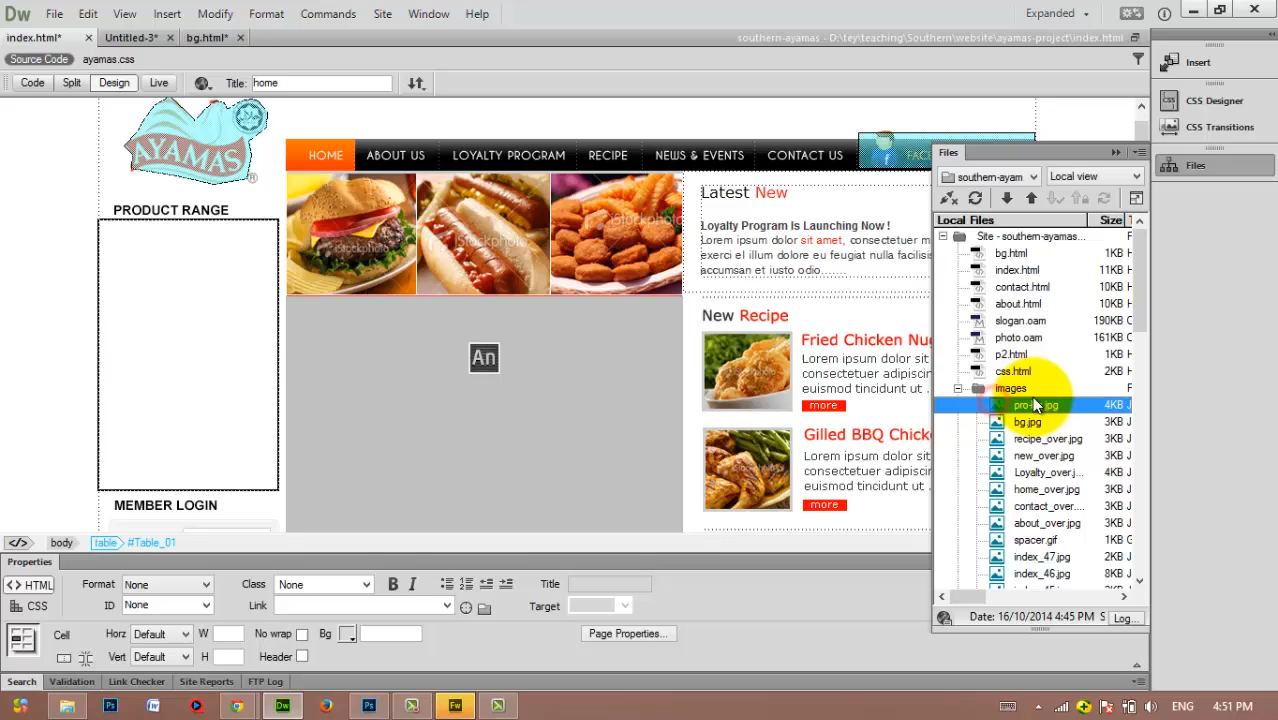 Dw File Edit View Insert Modify Format Commands Site Window Help Expanded
index.html* Untitled-3* bg.html* southern-ayamas - D:\ley\teaching\Southern\website\ayamas-project\index.html
Source Code ayamas.css
Code Split Design Live Title: home
AYAMAS
HOME ABOUT US LOYALTY PROGRAM RECIPE NEWS & EVENTS CONTACT US
PRODUCT RANGE
iStockphoto
iStockphoto
iStockphoto
Latest New
Loyalty Program Is Launching Now !
Lorem ipsum dolor sit amet, consectetuer
exerci el illum dolore eu feugiat nulla facilisis
accumsan et iusto odio.......
An
New Recipe
Fried Chicken Nug
Lorem ipsum dolor
adipiscing elit, sed
euismod tincidunt ut
more
Gilled BBQ Chick
Lorem ipsum dolor
consectetuer adipiscin
tincidunt ut .
more
MEMBER LOGIN
Insert
CSS Designer
CSS Transitions
Files
Files
southern-ayam Local view
Local Files Size
Site - southern-ayamas...
bg.html 1KB
index.html 11KB
contact.html 10KB
about.html 10KB
slogan.oam 190KB
photo.oam 161KB
p2.html 1KB
css.html 2KB
images
4KB
bg.jpg 3KB
recipe_over.jpg 3KB
new_over.jpg 3KB
Loyalty_over.j... 4KB
home_over.jpg 3KB
contact_over.... 3KB
about_over.jpg 3KB
spacer.gif 1KB
index_47.jpg 3KB
index_46.jpg 8KB
Date: 16/10/2014 4:45 PM S Log...
</> body table #Table_01
Properties
<> HTML Format None Class None B I Title
CSS ID None Link Target
Cell Horz Default W No wrap Bg Page Properties...
Vert Default H Header
Search Validation Link Checker Site Reports FTP Log
Ps W Dw Ps Fw ENG 4:51 PM